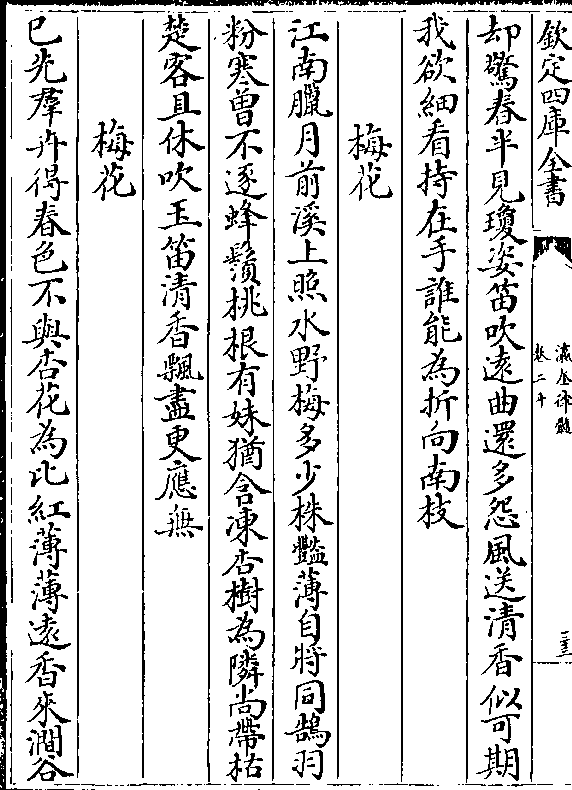 欽定四庫全書
瀛奎律髓
卷二十
三三
却驚春半見瓊姿笛吹遠曲還多怨風送清香似可期
我欲細看持在手誰能為折向南枝
梅花
江南臘月前溪上照水野梅多少株豔薄自將同鵠羽
粉寒曾不逐蜂鬚桃根有妹猶含凍杏樹為隣尚帶枯
楚客且休吹玉笛清香飄盡更應無
梅花
已先羣卉得春色不與杏花為比紅薄薄遠香來澗谷